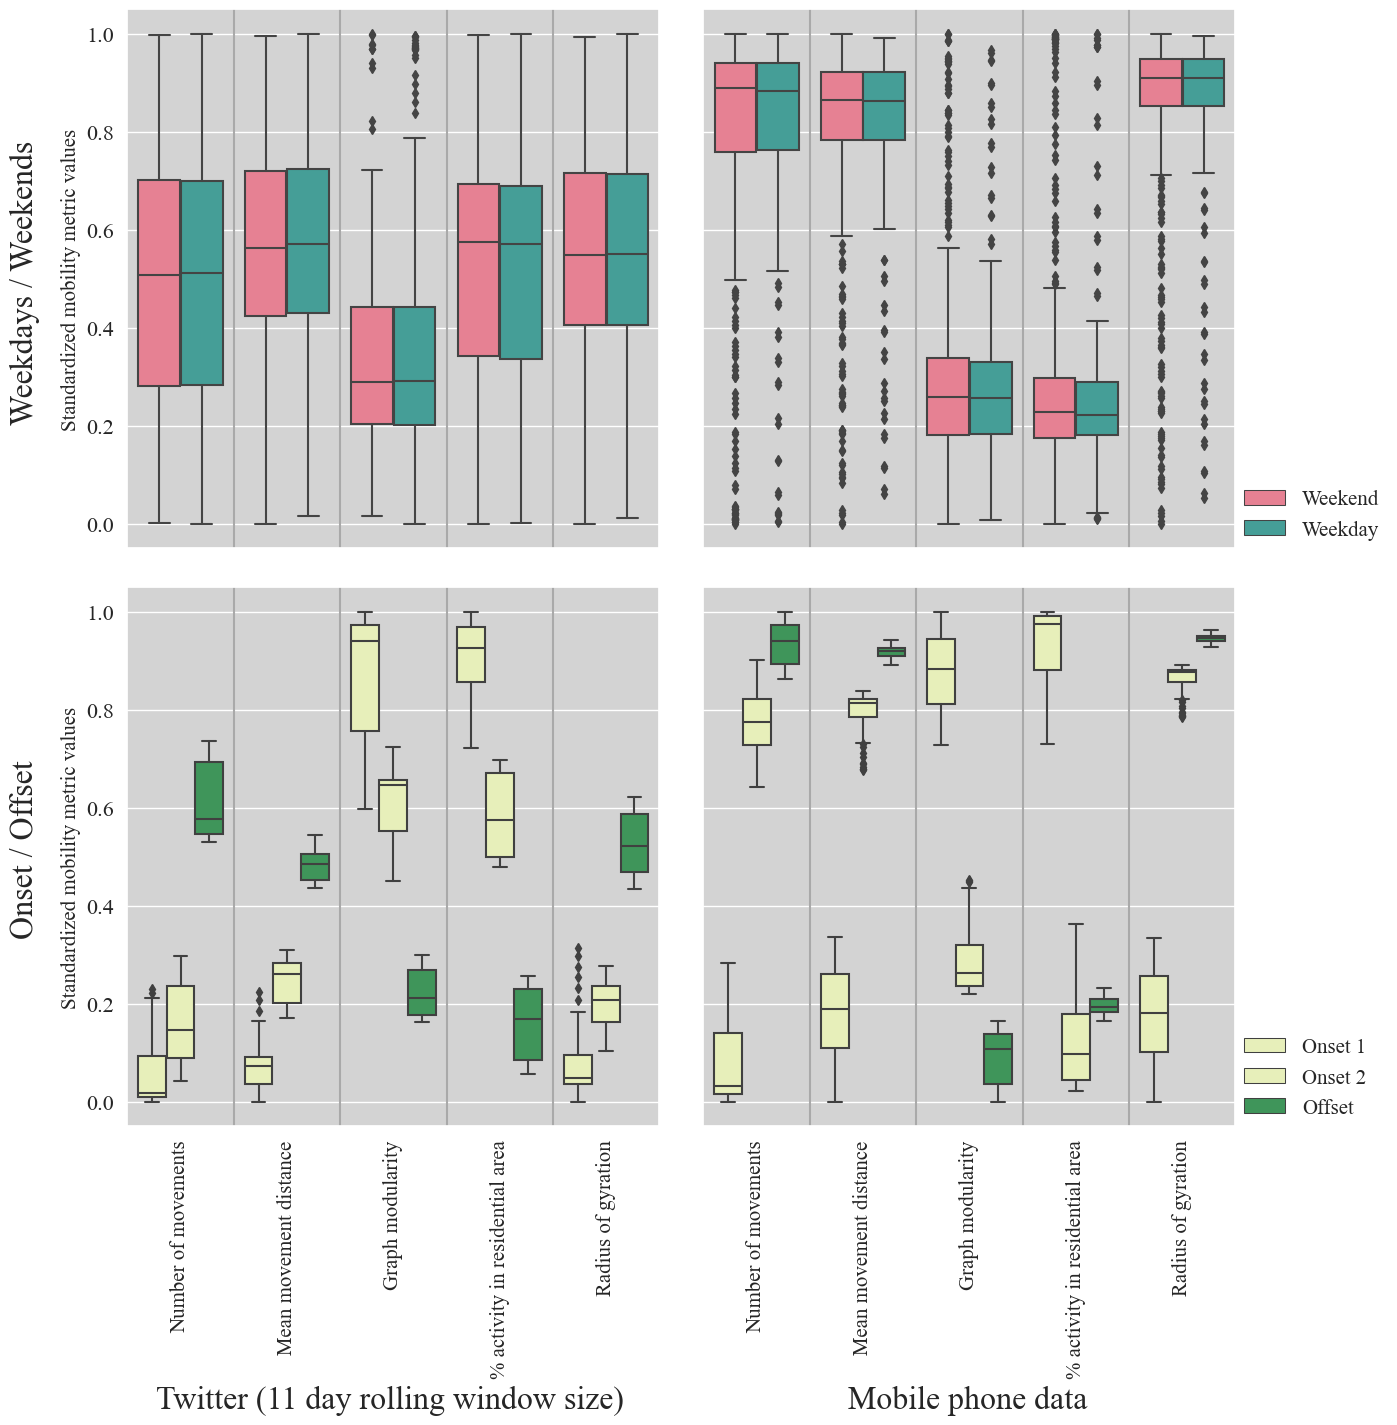 Weekdays / Weekends
Standardized mobility metric values
1.0
0.8
0.6
0.4
0.2
0.0
Weekend
Weekday
Onset / Offset
Standardized mobility metric values
1.0
0.8
0.6
0.4
0.2
0.0
Onset 1
Onset 2
Offset
Number of movements
Mean movement distance
Graph modularity
% activity in residential area
Radius of gyration
Number of movements
Mean movement distance
Graph modularity
% activity in residential area
Radius of gyration
Twitter (11 day rolling window size)
Mobile phone data